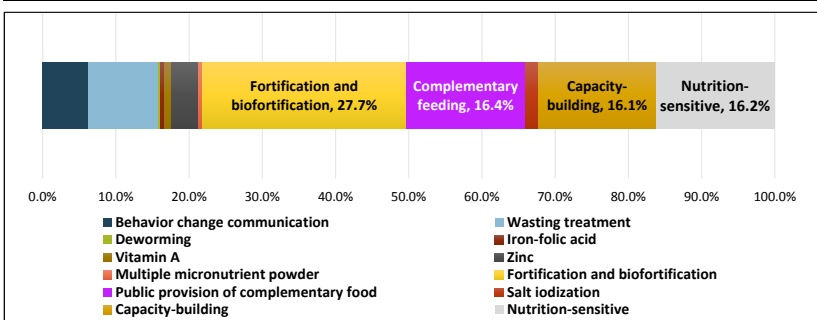 Fortification and
biofortification, 27.7%
Complementary
feeding, 16.4%
Capacity-
building, 16.1%
Nutrition-
sensitive, 16.2%
0.0% 10.0% 20.0% 30.0% 40.0% 50.0% 60.0% 70.0% 80.0% 90.0% 100.0%
Behavior change communication Wasting treatment
Deworming Iron-folic acid
Vitamin A Zinc
Multiple micronutrient powder Fortification and biofortification
Public provision of complementary food Salt iodization
Capacity-building Nutrition-sensitive